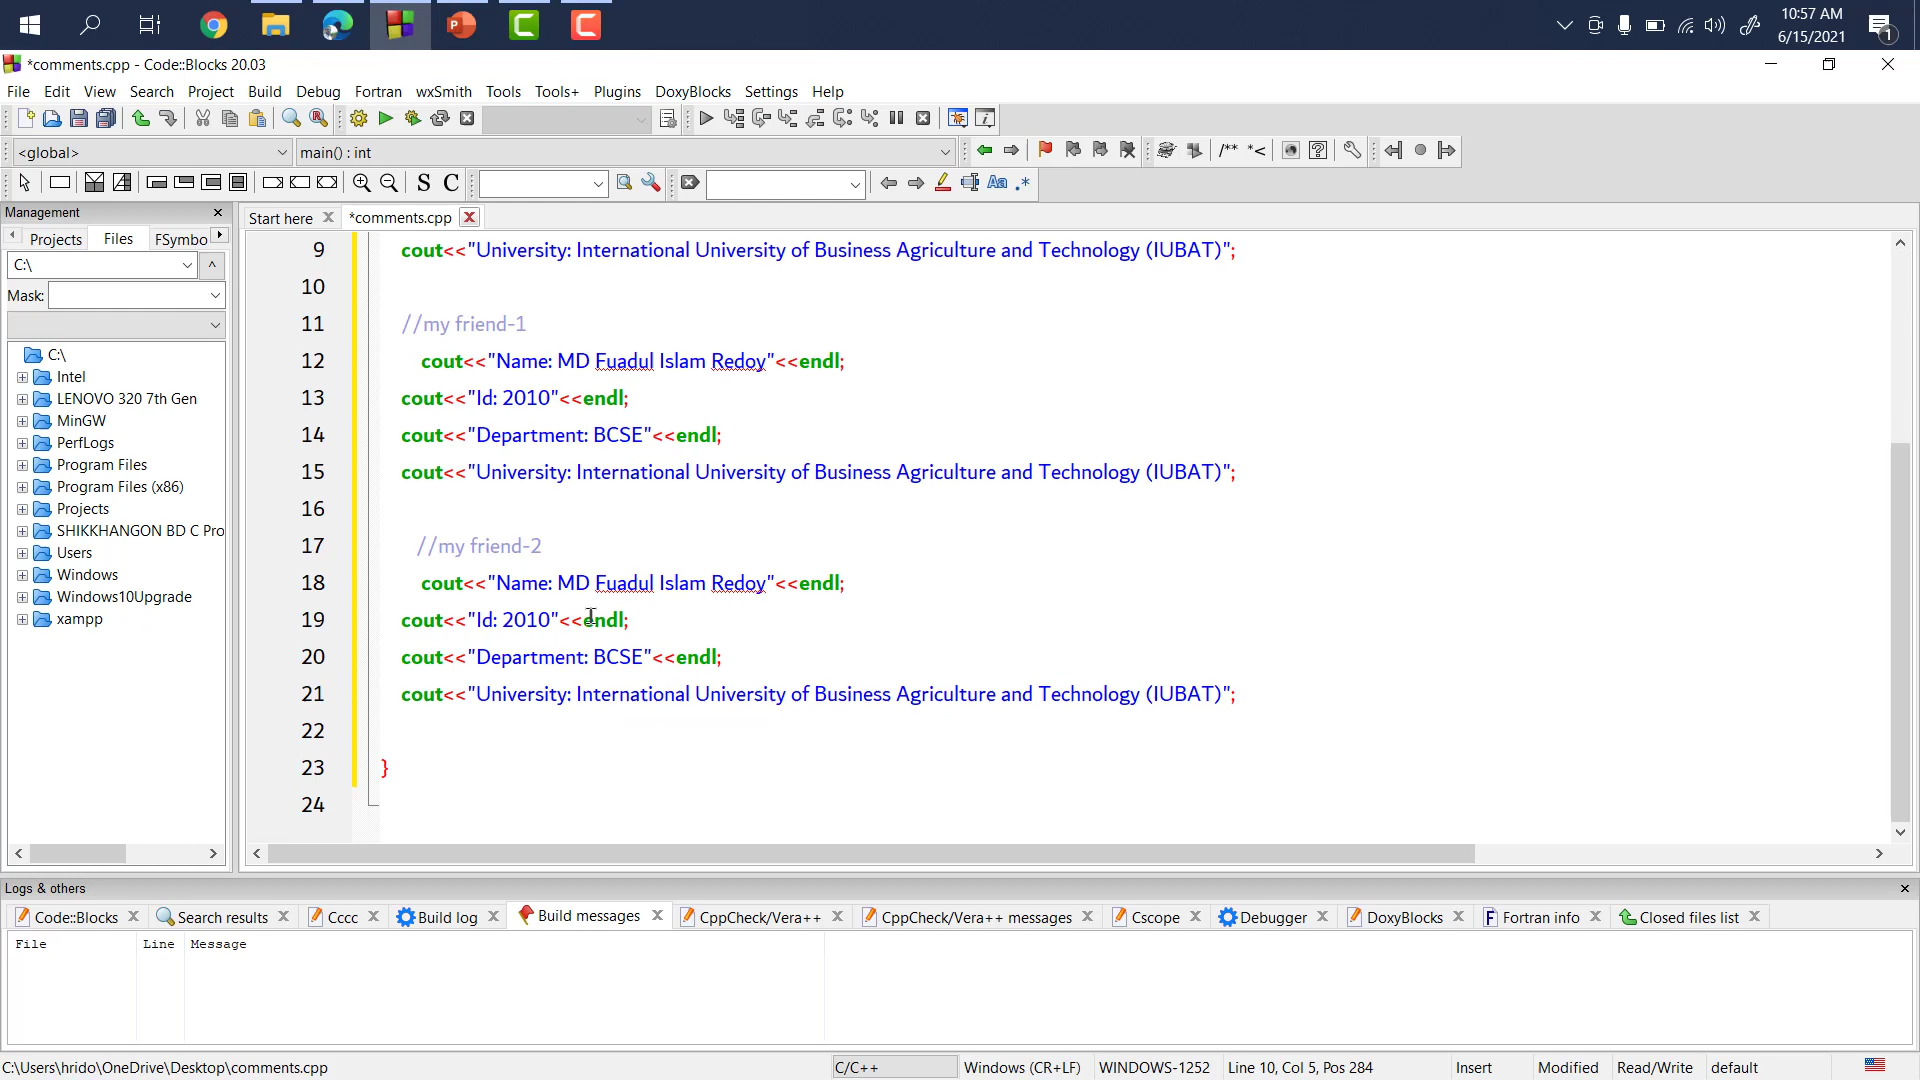 10:57 AM
6/15/2021
1
*comments.cpp - Code::Blocks 20.03
File Edit View Search Project Build Debug Fortran wxSmith Tools Tools+ Plugins DoxyBlocks Settings Help
<global> main() : int /** *<
S C Aa .*
Management
Projects Files FSymbo
C:\ ^
Mask:
C:\
Intel
LENOVO 320 7th Gen
MinGW
PerfLogs
Program Files
Program Files (x86)
Projects
SHIKKHANGON BD C Pro
Users
Windows
Windows10Upgrade
xampp
Start here *comments.cpp
9 cout<<"University: International University of Business Agriculture and Technology (IUBAT)";
10
11 //my friend-1
12 cout<<"Name: MD Fuadul Islam Redoy"<<endl;
13 cout<<"Id: 2010"<<endl;
14 cout<<"Department: BCSE"<<endl;
15 cout<<"University: International University of Business Agriculture and Technology (IUBAT)";
16
17 //my friend-2
18 cout<<"Name: MD Fuadul Islam Redoy"<<endl;
19 cout<<"Id: 2010"<<endl;
20 cout<<"Department: BCSE"<<endl;
21 cout<<"University: International University of Business Agriculture and Technology (IUBAT)";
22
23 }
24
Logs & others
Code::Blocks Search results Cccc Build log Build messages CppCheck/Vera++ CppCheck/Vera++ messages Cscope Debugger DoxyBlocks Fortran info Closed files list
File Line Message
C:\Users\hrido\OneDrive\Desktop\comments.cpp C/C++ Windows (CR+LF) WINDOWS-1252 Line 10, Col 5, Pos 284 Insert Modified Read/Write default